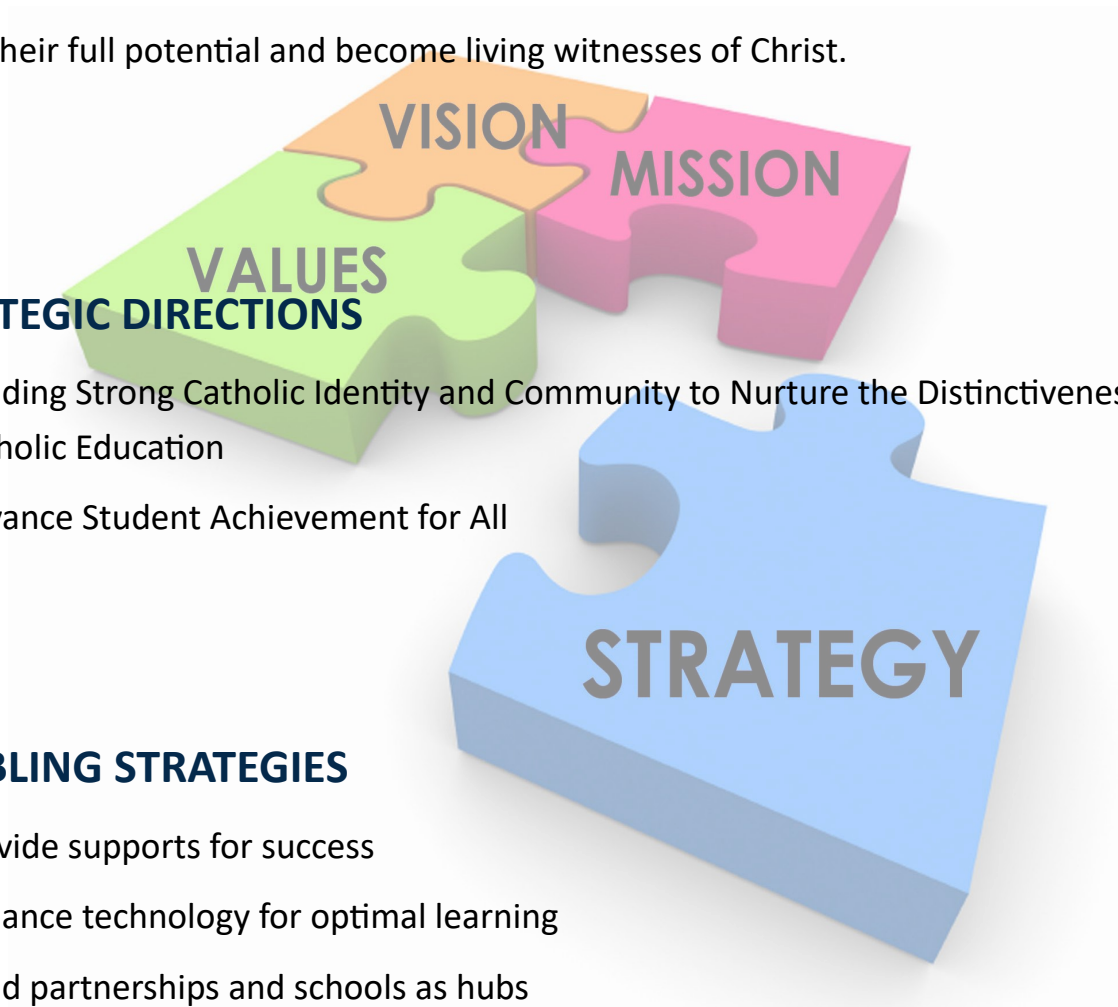 heir full potential and become living witnesses of Christ.
VISION
MISSION
VALUES
TEGIC DIRECTIONS
ding Strong Catholic Identity and Community to Nurture the Distinctivenes
holic Education
vance Student Achievement for All
STRATEGY
BLING STRATEGIES
vide supports for success
ance technology for optimal learning
d partnerships and schools as hubs